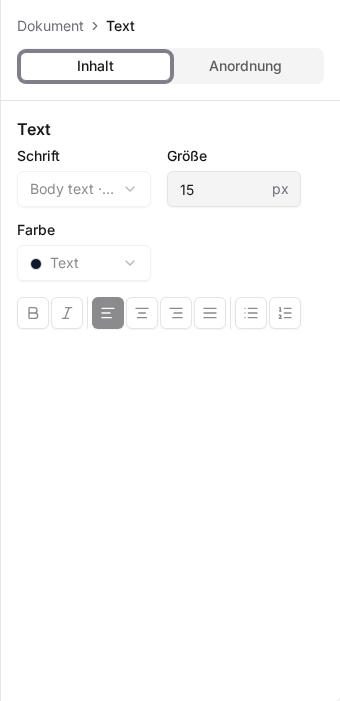 Dokument > Text
Inhalt Anordnung
Text
Schrift Größe
Body text ·... 15 px
Farbe
Text
B I